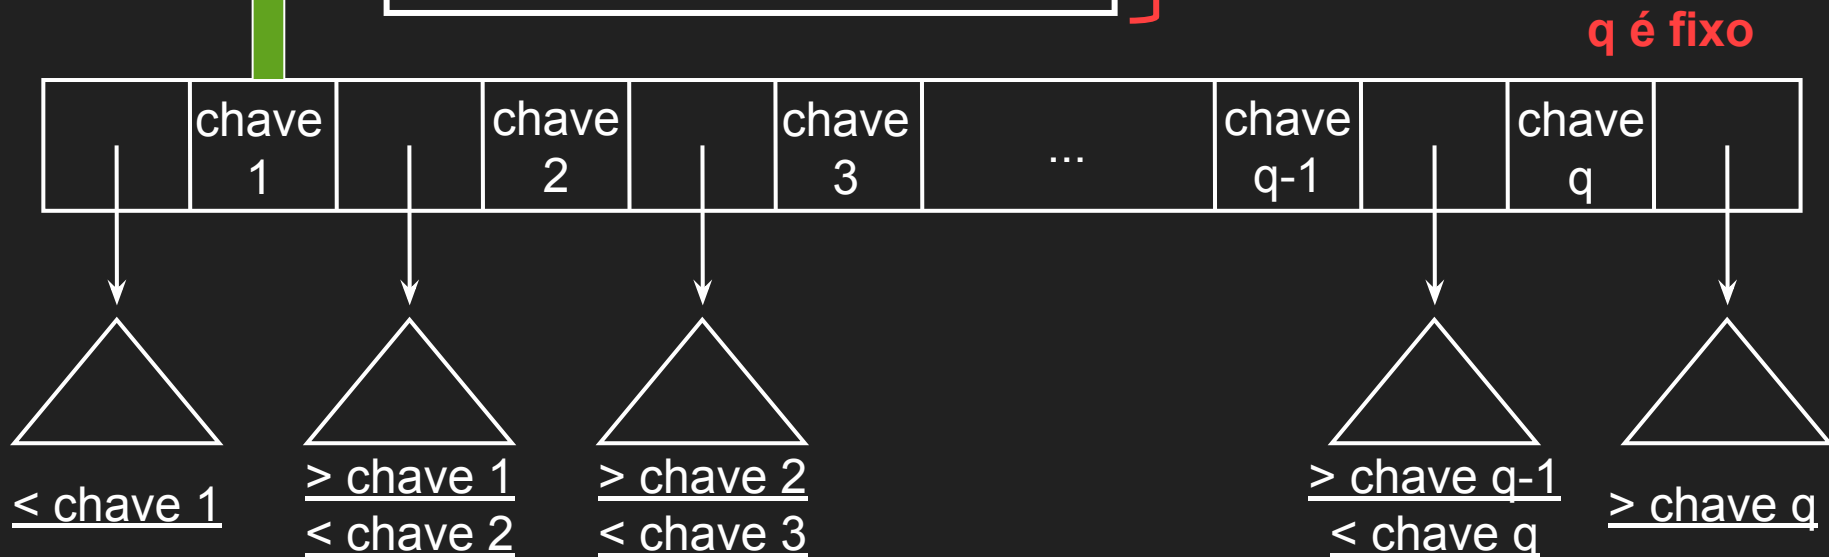 q é fixo
chave
1
chave
2
chave
3
...
chave
q-1
chave
q
< chave 1
> chave 1
< chave 2
> chave 2
< chave 3
> chave q-1
< chave q
> chave q